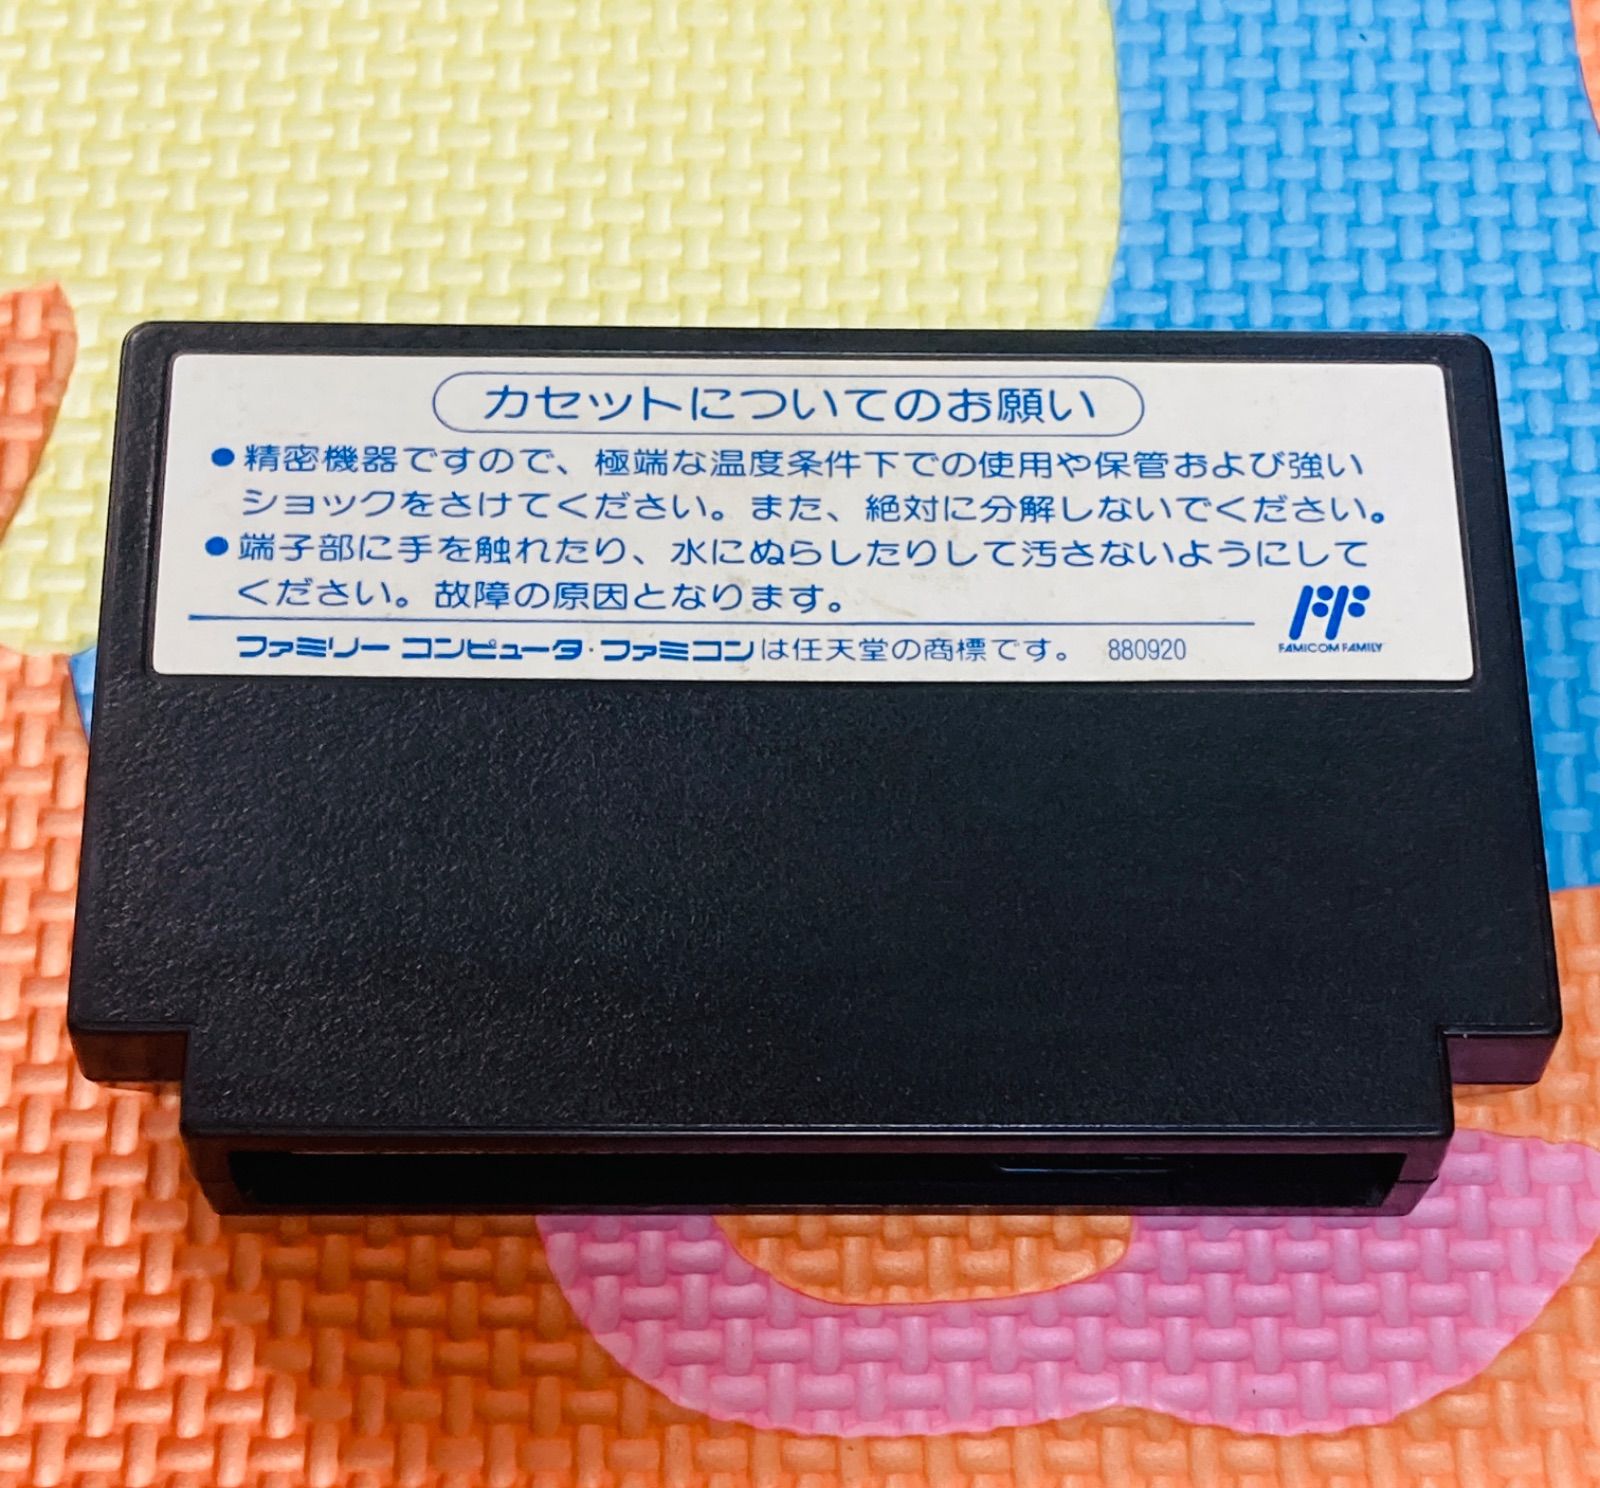 カセットについてのお願い
●精密機器ですので、極端な温度条件下での使用や保管および強い
ショックをさけてください。また、絶対に分解しないでください。
●端子部に手を触れたり、水にぬらしたりして汚さないようにして
ください。故障の原因となります。
ファミリー コンピュータ・ファミコンは任天堂の商標です。 880920
FAMICOM FAMILY